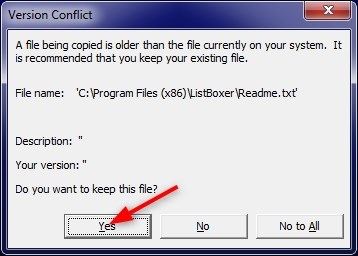 Version Conflict
A file being copied is older than the file currently on your system. It
is recommended that you keep your existing file.
File name: 'C:\Program Files (x86)\ListBoxer\Readme.txt'
Description: ''
Your version: ''
Do you want to keep this file?
Yes No No to All